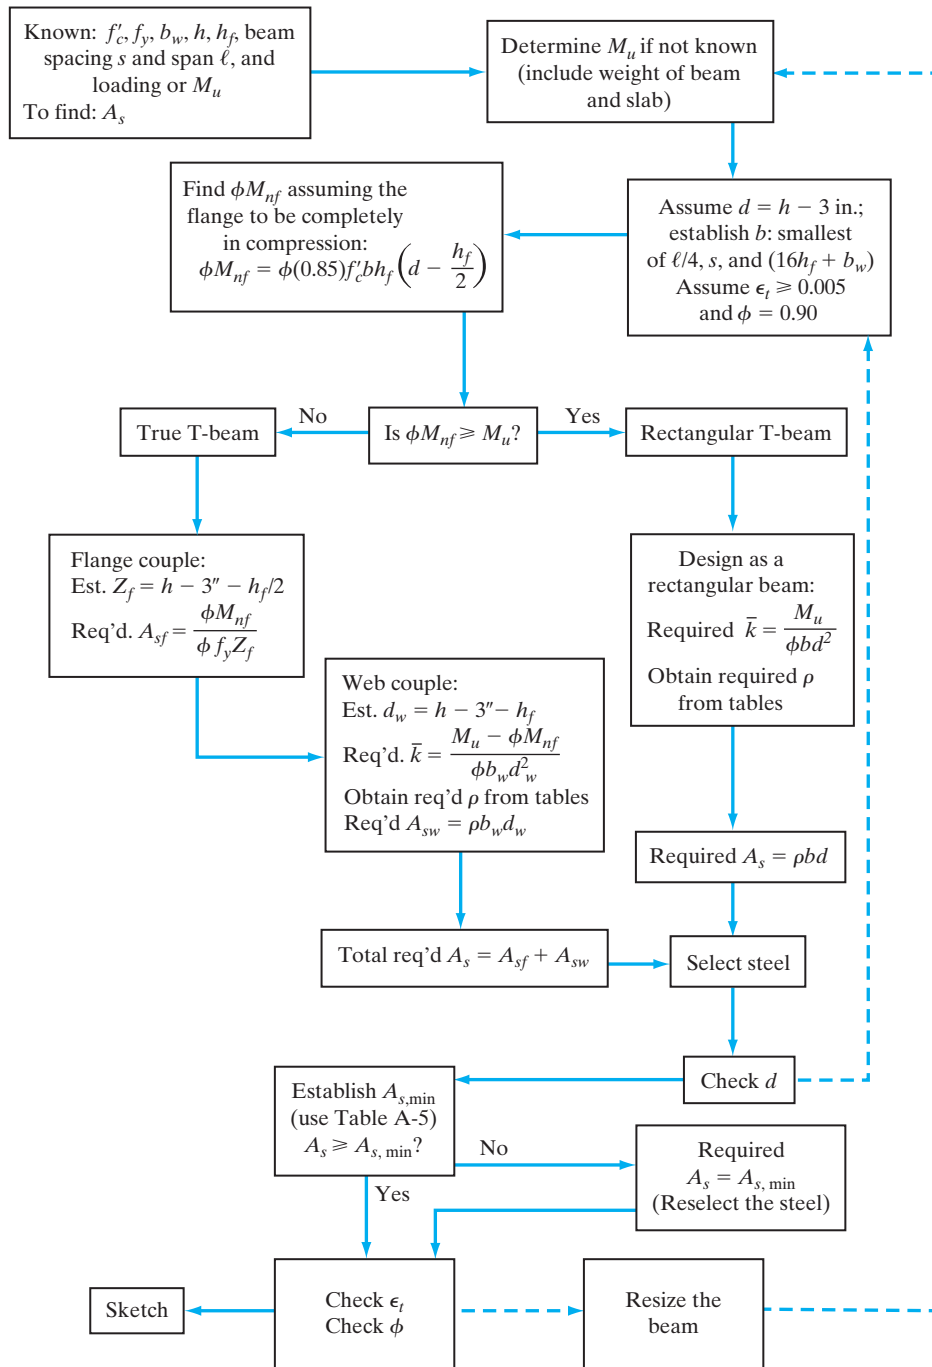 Known: f′c, fy, bw, h, hf, beam
spacing s and span ℓ, and
loading or Mu
To find: As
Determine Mu if not known
(include weight of beam
and slab)
Find ϕMnf assuming the
flange to be completely
in compression:
ϕMnf = ϕ(0.85)f′c bhf (d − hf/2)
Assume d = h − 3 in.;
establish b: smallest
of ℓ/4, s, and (16hf + bw)
Assume ϵt ⩾ 0.005
and ϕ = 0.90
True T-beam
No
Is ϕMnf ⩾ Mu?
Yes
Rectangular T-beam
Flange couple:
Est. Zf = h − 3″ − hf/2
Req’d. Asf = ϕMnf / ϕ fyZf
Design as a
rectangular beam:
Required k̄ = Mu / ϕbd²
Obtain required ρ
from tables
Web couple:
Est. dw = h − 3″ − hf
Req’d. k̄ = Mu − ϕMnf / ϕbwd²w
Obtain req’d ρ from tables
Req’d Asw = ρbwdw
Required As = ρbd
Total req’d As = Asf + Asw
Select steel
Check d
Establish As,min
(use Table A-5)
As ⩾ As, min?
No
Yes
Required
As = As, min
(Reselect the steel)
Sketch
Check ϵt
Check ϕ
Resize the
beam